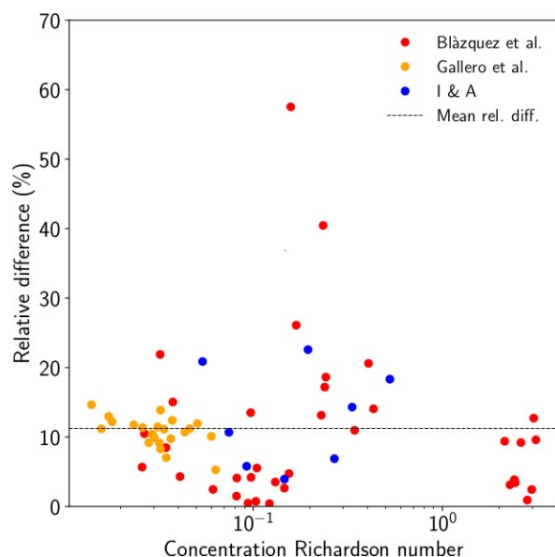 70
60
50
40
30
20
10
0
Relative difference (%)
Blàzquez et al.
Gallero et al.
I & A
Mean rel. diff.
10⁻¹
10⁰
Concentration Richardson number